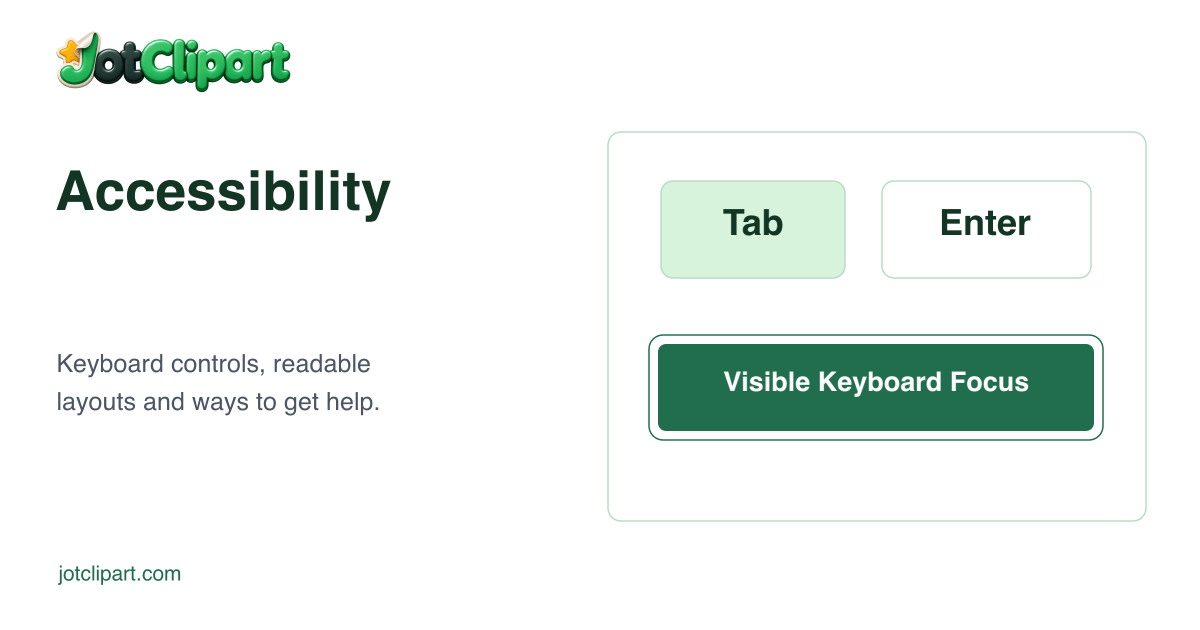 JotClipart
Accessibility
Keyboard controls, readable
layouts and ways to get help.
jotclipart.com
Tab
Enter
Visible Keyboard Focus